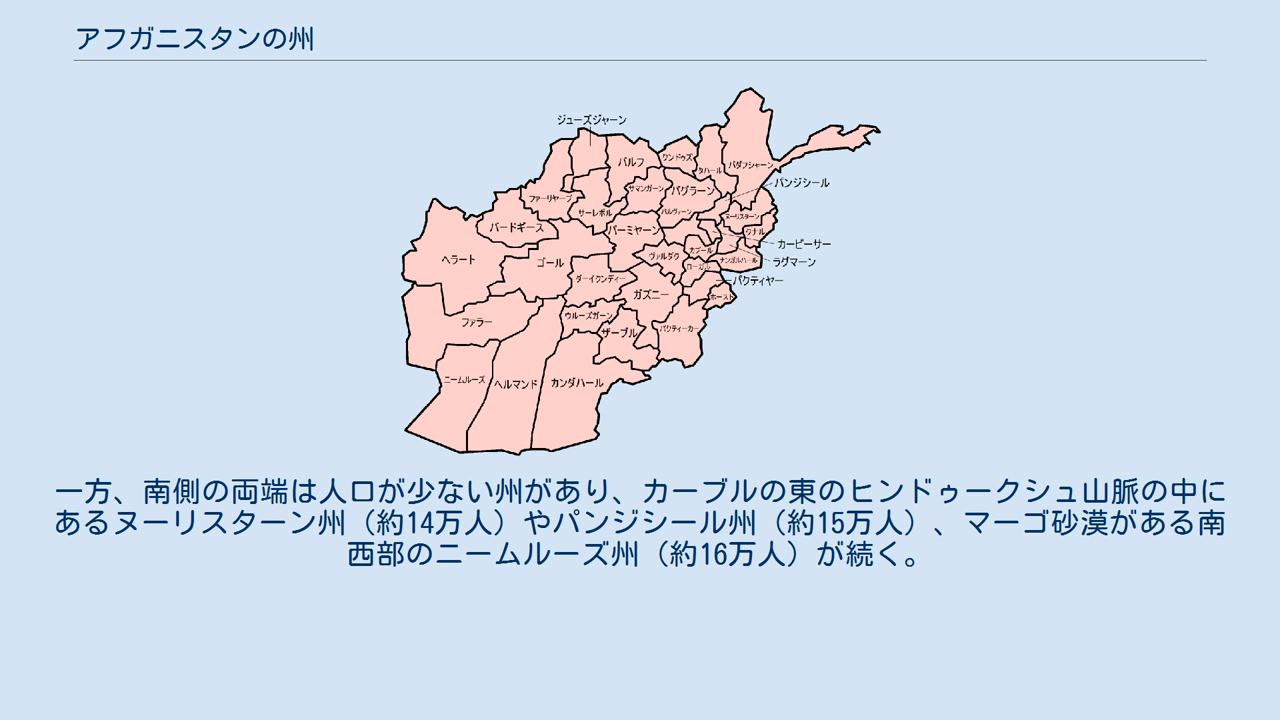 アフガニスタンの州
ジューズジャーン
バルフ
クンドゥズ
タハール
バダフシャーン
パンジシール
ファーリヤーブ
サマンガーン
バグラーン
サーレポル
パルヴァーン
ヌーリスターン
バードギース
バーミヤーン
クナル
カーピーサー
ヘラート
ゴール
ヴァルダク
カブール
ナンガルハール
ラグマーン
ローガル
ダーイクンディー
パクティヤー
ガズニー
ホースト
ファラー
ウルーズガーン
ザーブル
パクティーカー
ニームルーズ
ヘルマンド
カンダハール
一方、南側の両端は人口が少ない州があり、カーブルの東のヒンドゥークシュ山脈の中に
あるヌーリスターン州（約14万人）やパンジシール州（約15万人）、マーゴ砂漠がある南
西部のニームルーズ州（約16万人）が続く。